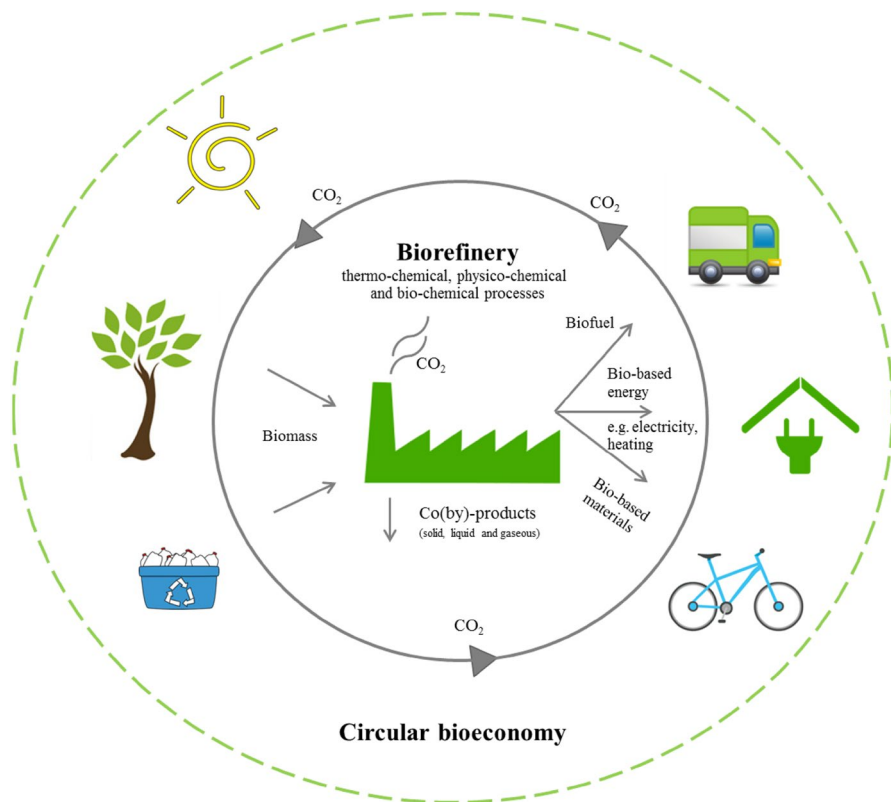 CO₂
CO₂
Biorefinery
thermo-chemical, physico-chemical
and bio-chemical processes
Biofuel
CO₂
Bio-based
energy
Biomass
e.g. electricity,
heating
Bio-based
materials
Co(by)-products
(solid, liquid and gaseous)
CO₂
Circular bioeconomy